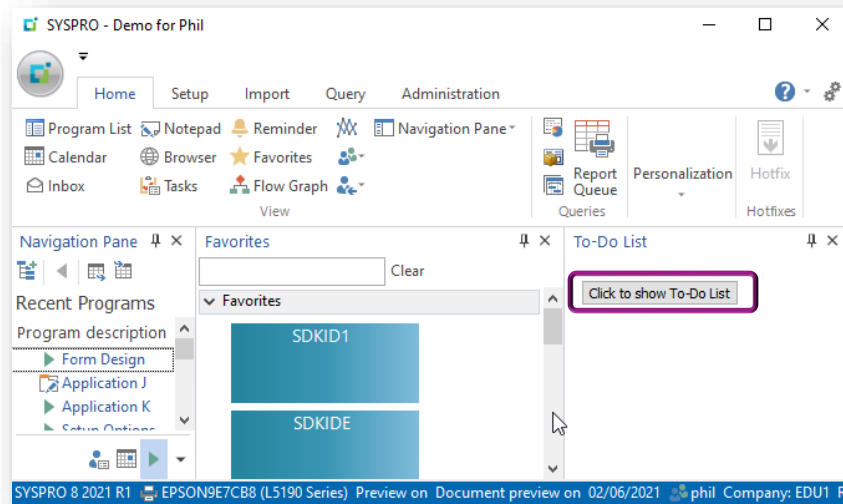 SYSPRO - Demo for Phil
Home Setup Import Query Administration
Program List Notepad Reminder Navigation Pane
Calendar Browser Favorites
Inbox Tasks Flow Graph
Report Queue
Personalization
Hotfix
View Queries Hotfixes
Navigation Pane
Recent Programs
Program description
Form Design
Application J
Application K
Setup Options
Favorites
Clear
Favorites
SDKID1
SDKIDE
To-Do List
Click to show To-Do List
SYSPRO 8 2021 R1 EPSON9E7CB8 (L5190 Series) Preview on Document preview on 02/06/2021 phil Company: EDU1